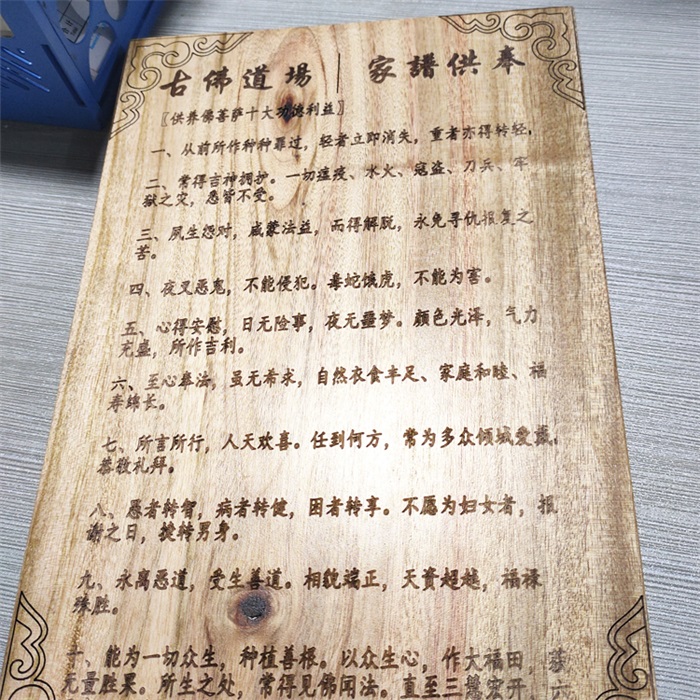 古佛道場 | 家譜供奉
〖供养佛菩萨十大功德利益〗
一、从前所作种种罪过，轻者立即消失，重者亦得转轻，
二、常得吉神拥护。一切瘟疫、水火、寇盗、刀兵、牢
狱之灾，悉皆不受。
三、夙生怨对，咸蒙法益，而得解脱，永免寻仇报复之
苦。
四、夜叉恶鬼，不能侵犯。毒蛇饿虎，不能为害。
五、心得安慰，日无险事，夜无噩梦。颜色光泽，气力
充盛，所作吉利。
六、至心奉法，虽无希求，自然衣食丰足、家庭和睦、福
寿绵长。
七、所言所行，人天欢喜。任到何方，常为多众倾城爱戴，
恭敬礼拜。
八、愚者转智，病者转健，困者转享。不愿为妇女者，报
谢之日，捷转男身。
九、永离恶道，受生善道。相貌端正，天资超越，福禄
殊胜。
十、能为一切众生，种植善根。以众生心，作大福田，恭
无量胜果。所生之处，常得见佛闻法。直至三慧宏开，六